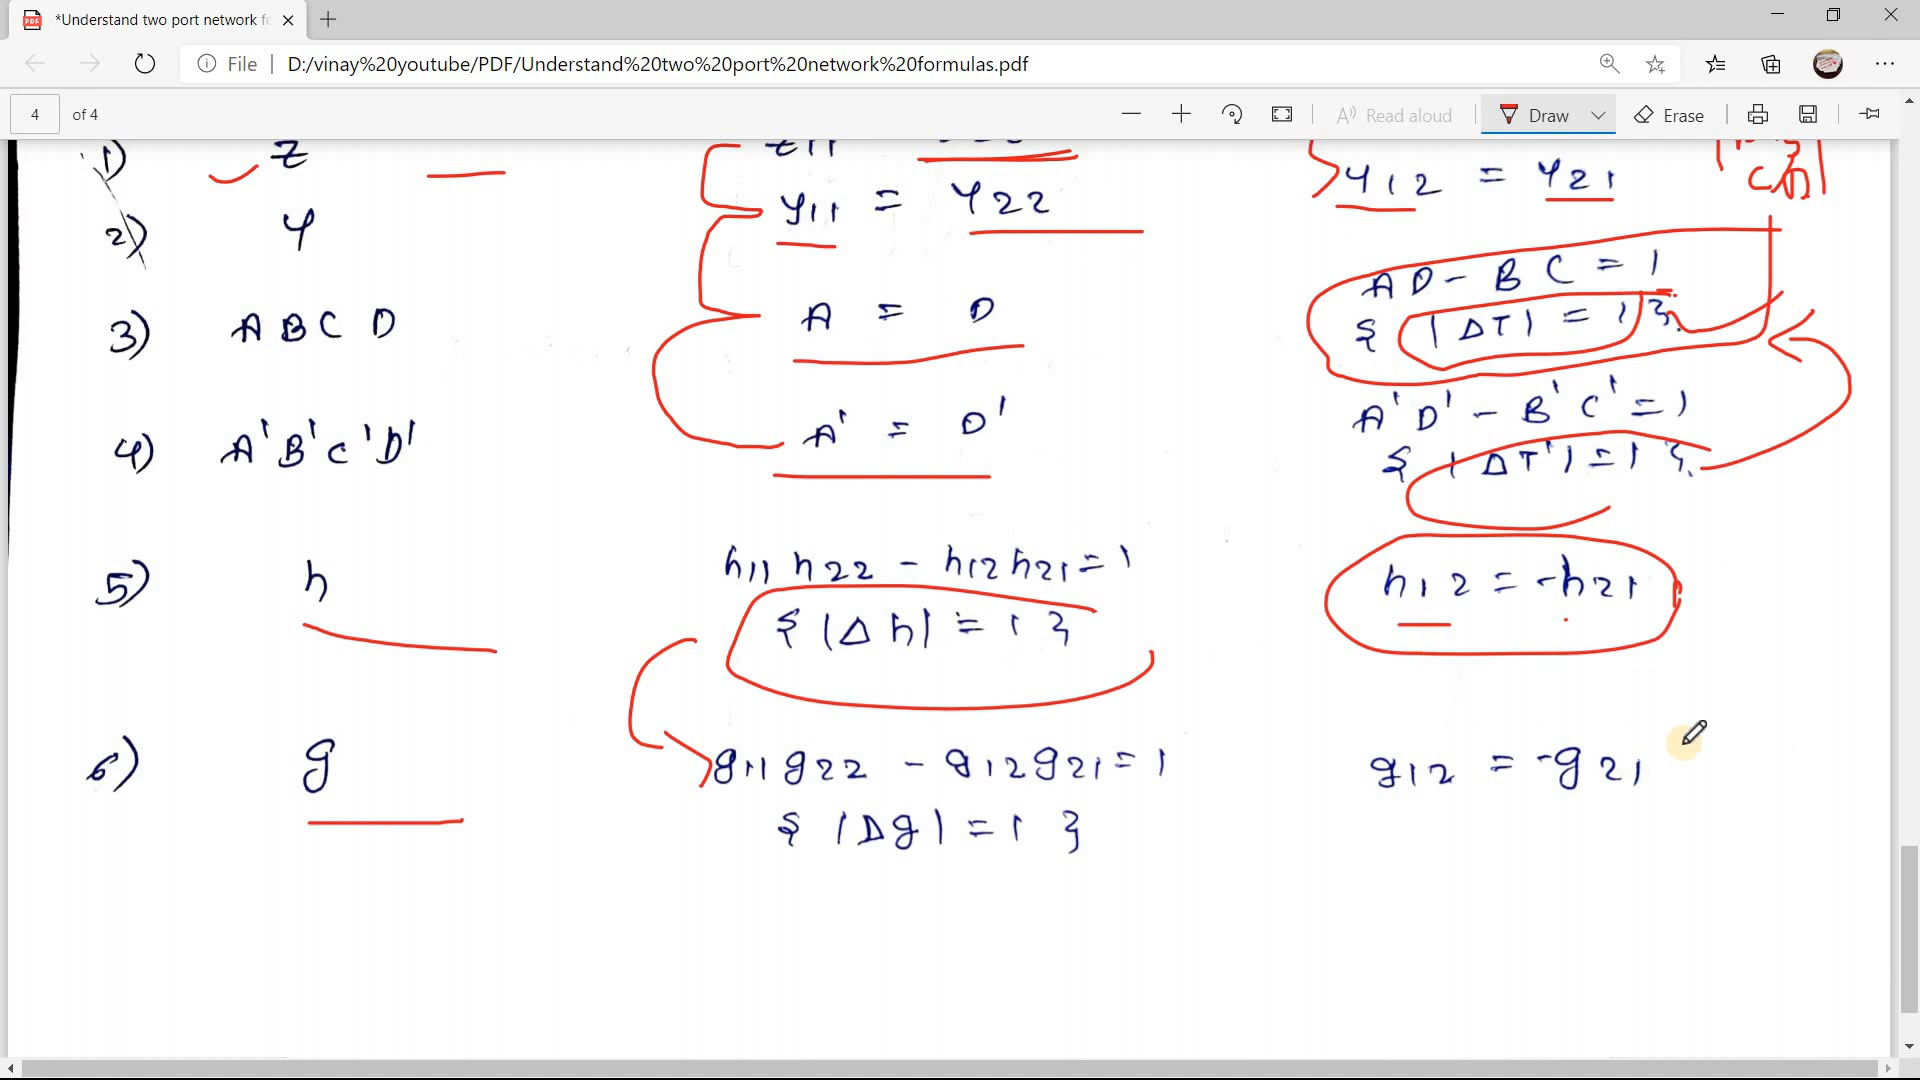 *Understand two port network fo
File
D:/vinay%20youtube/PDF/Understand%20two%20port%20network%20formulas.pdf
4 of 4
Read aloud
Draw
Erase
1) Z Z11
2) Y Y11 = Y22 Y12 = Y21
3) A B C D A = D AD - BC = 1
{ |ΔT| = 1 }
4) A'B'C'D' A' = D' A'D' - B'C' = 1
{ |ΔT'| = 1 }
5) h h11 h22 - h12 h21 = 1 h12 = -h21
{ |Δh| = 1 }
6) g g11 g22 - g12 g21 = 1 g12 = -g21
{ |Δg| = 1 }